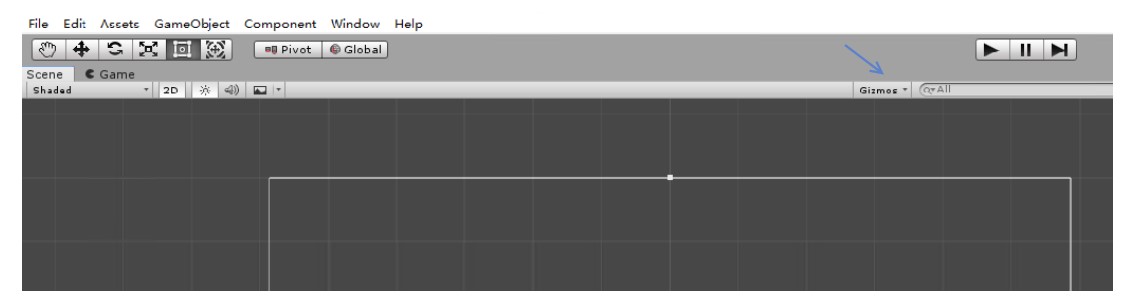 File Edit Assets GameObject Component Window Help
Pivot Global
Scene Game
Shaded 2D Gizmos All